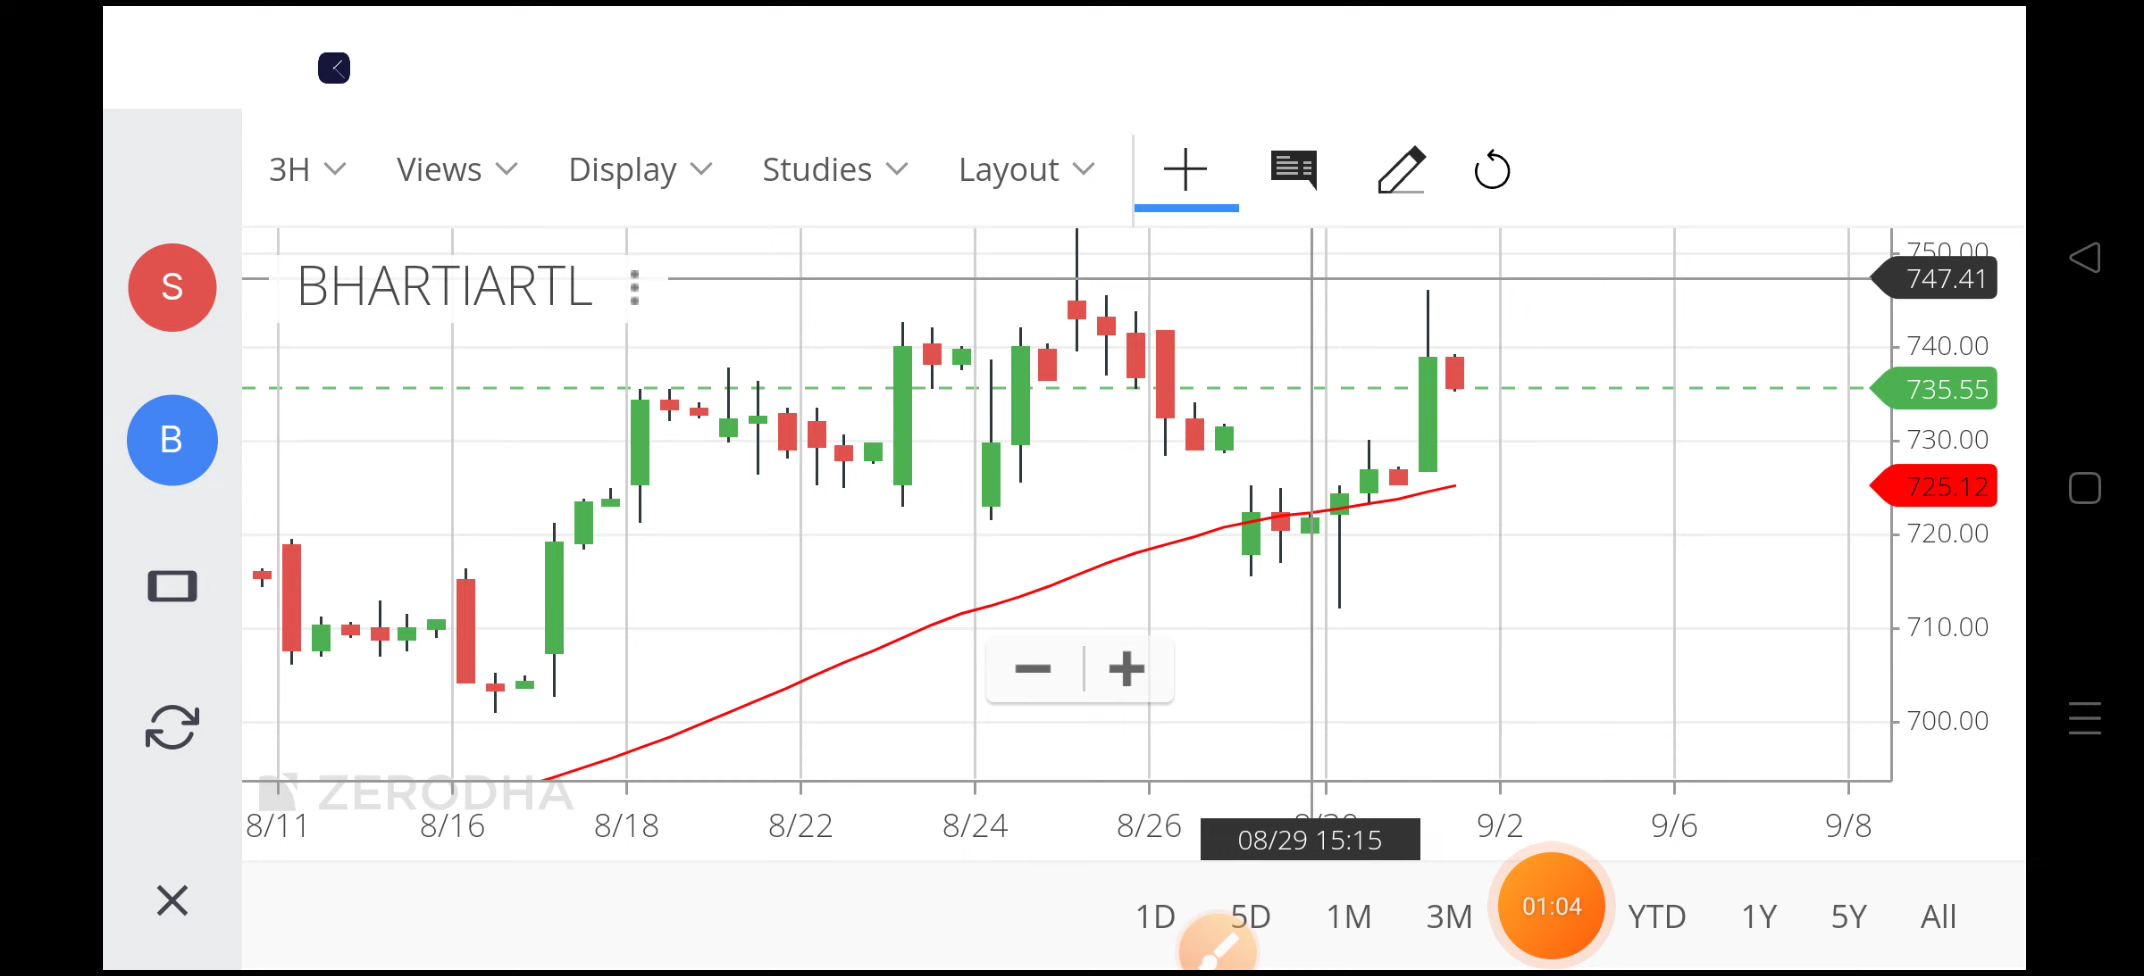 3H Views Display Studies Layout
BHARTIARTL
S
B
750.00
747.41
740.00
735.55
730.00
725.12
720.00
710.00
700.00
ZERODHA
8/11 8/16 8/18 8/22 8/24 8/26 9/2 9/6 9/8
08/29 15:15
1D 5D 1M 3M 01:04 YTD 1Y 5Y All